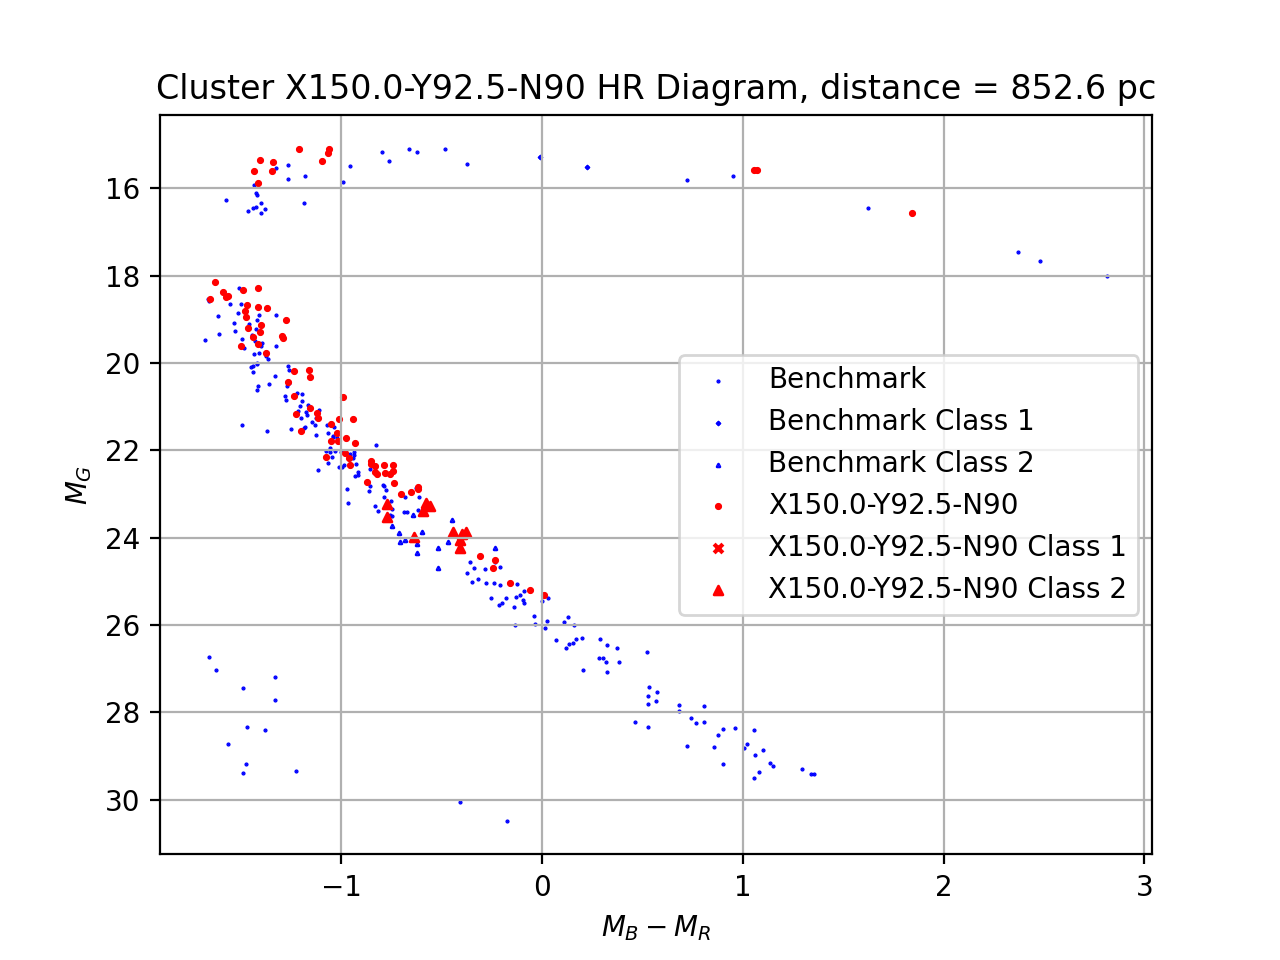 Cluster X150.0-Y92.5-N90 HR Diagram, distance = 852.6 pc
16
18
20
22
24
26
28
30
M_G
Benchmark
Benchmark Class 1
Benchmark Class 2
X150.0-Y92.5-N90
X150.0-Y92.5-N90 Class 1
X150.0-Y92.5-N90 Class 2
−1 0 1 2 3
M_B − M_R